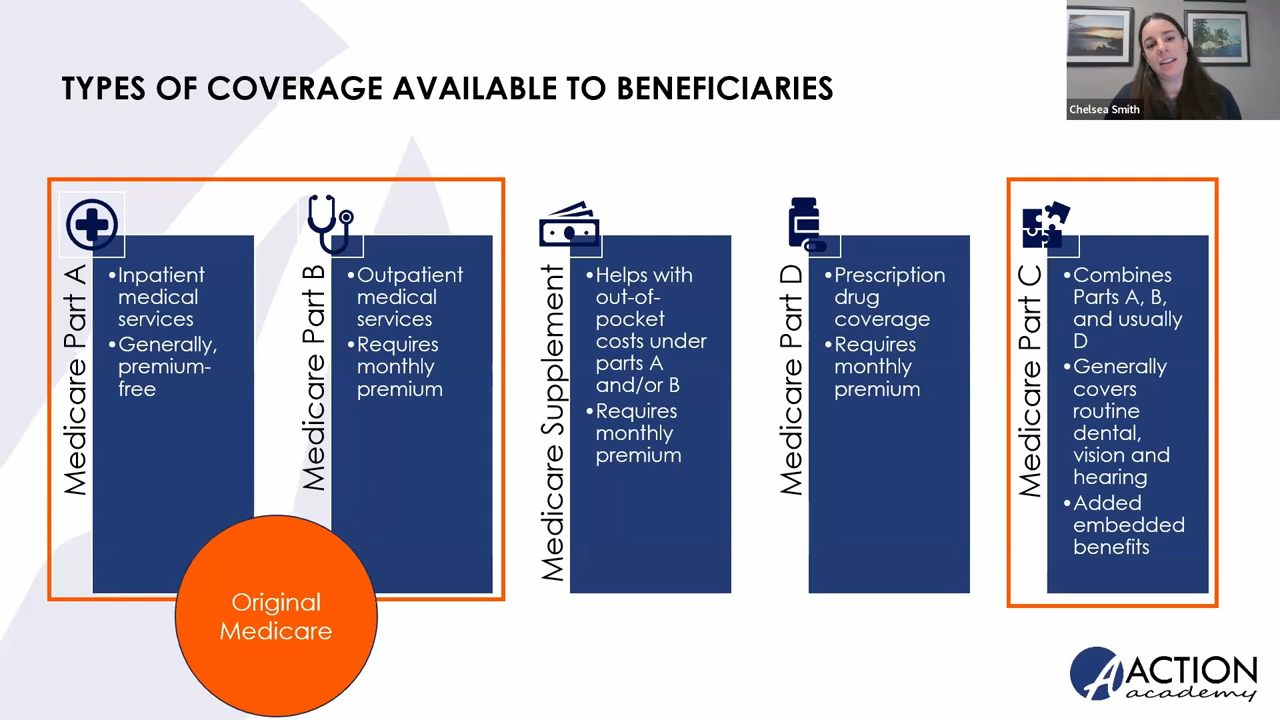 TYPES OF COVERAGE AVAILABLE TO BENEFICIARIES
Chelsea Smith
Medicare Part A
•Inpatient
medical
services
•Generally,
premium-
free
Medicare Part B
•Outpatient
medical
services
•Requires
monthly
premium
Original
Medicare
Medicare Supplement
•Helps with
out-of-
pocket
costs under
parts A
and/or B
•Requires
monthly
premium
Medicare Part D
•Prescription
drug
coverage
•Requires
monthly
premium
Medicare Part C
•Combines
Parts A, B,
and usually
D
•Generally
covers
routine
dental,
vision and
hearing
•Added
embedded
benefits
A ACTION
academy